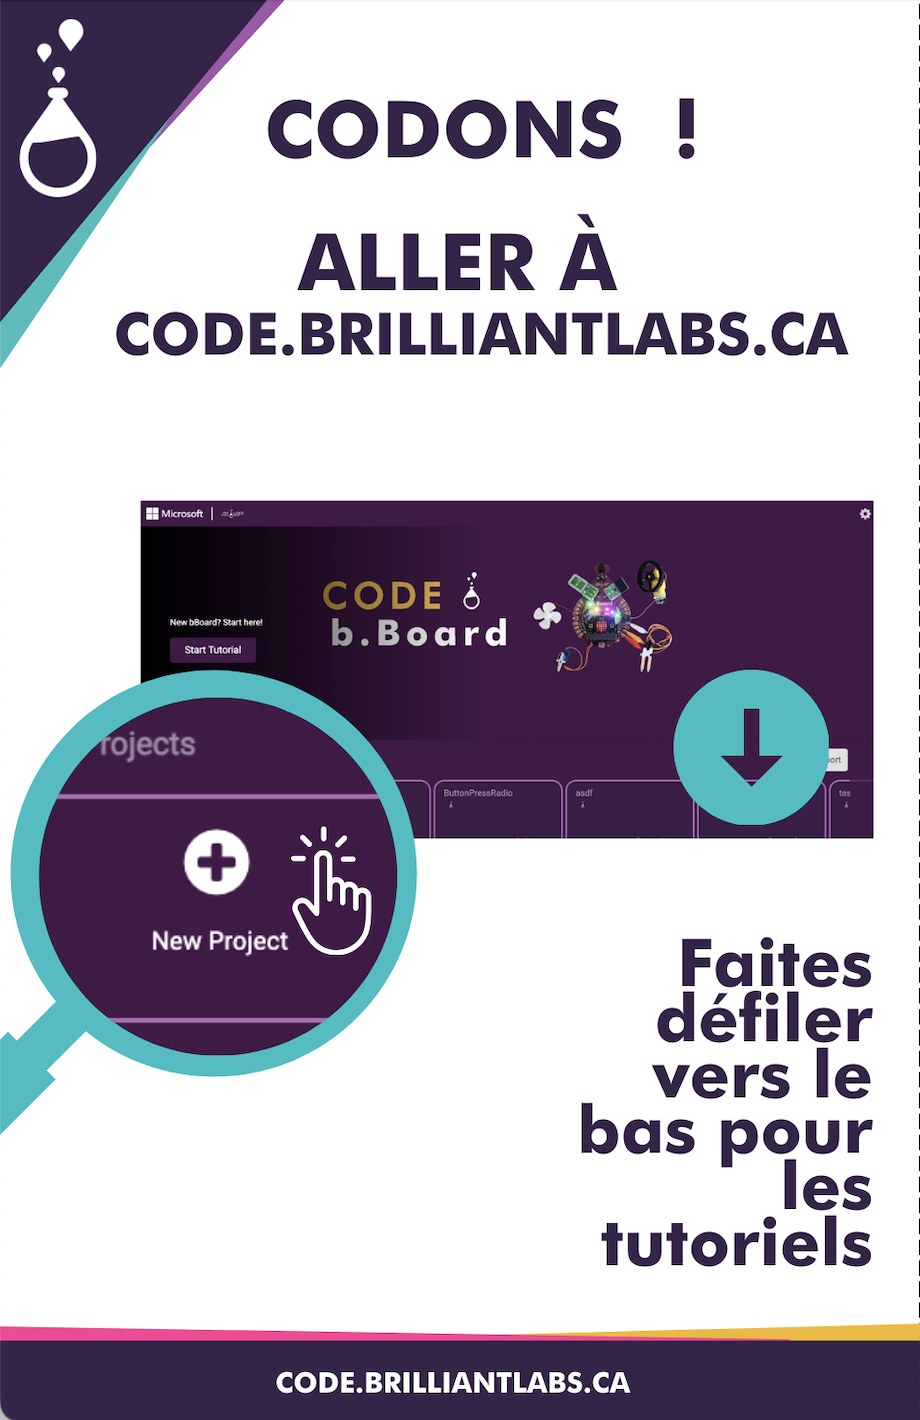 CODONS !
ALLER À
CODE.BRILLIANTLABS.CA
Microsoft
CODE
b.Board
New bBoard? Start here!
Start Tutorial
rojects
ort
ButtonPressRadio
asdf
tes
New Project
Faites
défiler
vers le
bas pour
les
tutoriels
CODE.BRILLIANTLABS.CA